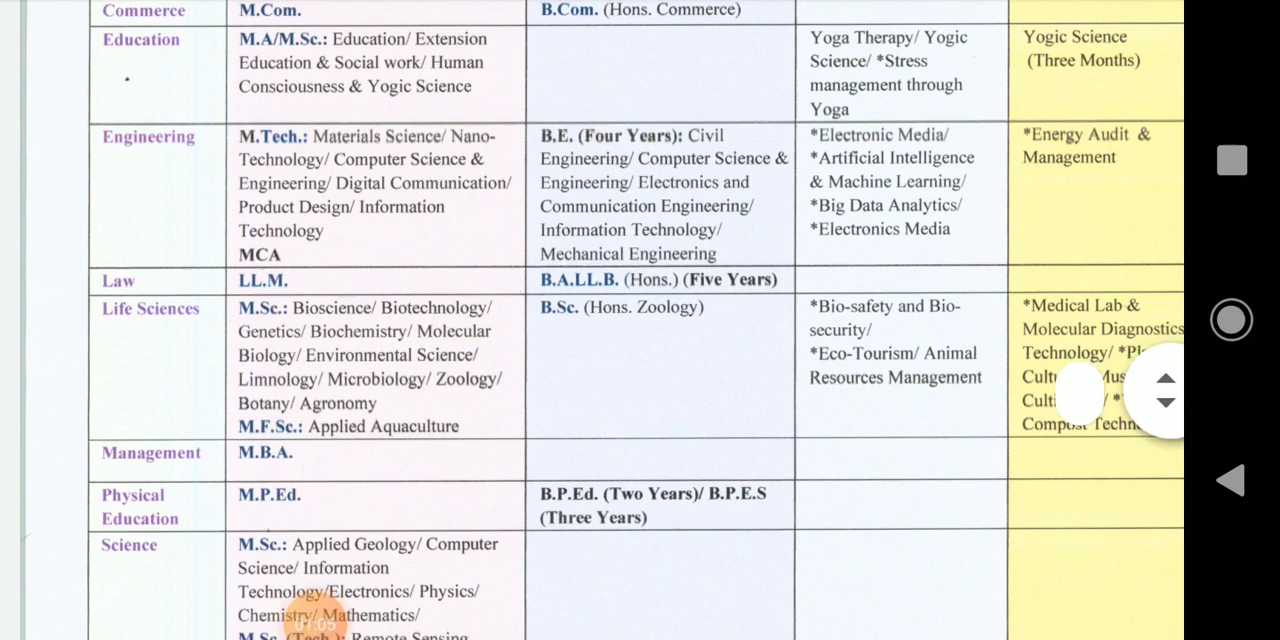 Commerce
M.Com.
B.Com. (Hons. Commerce)
Education
M.A/M.Sc.: Education/ Extension
Education & Social work/ Human
Consciousness & Yogic Science
Yoga Therapy/ Yogic
Science/ *Stress
management through
Yoga
Yogic Science
(Three Months)
Engineering
M.Tech.: Materials Science/ Nano-
Technology/ Computer Science &
Engineering/ Digital Communication/
Product Design/ Information
Technology
MCA
B.E. (Four Years): Civil
Engineering/ Computer Science &
Engineering/ Electronics and
Communication Engineering/
Information Technology/
Mechanical Engineering
*Electronic Media/
*Artificial Intelligence
& Machine Learning/
*Big Data Analytics/
*Electronics Media
*Energy Audit &
Management
Law
LL.M.
B.A.LL.B. (Hons.) (Five Years)
Life Sciences
M.Sc.: Bioscience/ Biotechnology/
Genetics/ Biochemistry/ Molecular
Biology/ Environmental Science/
Limnology/ Microbiology/ Zoology/
Botany/ Agronomy
M.F.Sc.: Applied Aquaculture
B.Sc. (Hons. Zoology)
*Bio-safety and Bio-
security/
*Eco-Tourism/ Animal
Resources Management
*Medical Lab &
Molecular Diagnostics
Technology/
Management
M.B.A.
Physical
Education
M.P.Ed.
B.P.Ed. (Two Years)/ B.P.E.S
(Three Years)
Science
M.Sc.: Applied Geology/ Computer
Science/ Information
Technology/Electronics/ Physics/
Chemistry/ Mathematics/
M.Sc. (Tech.): Remote Sensing
01:05